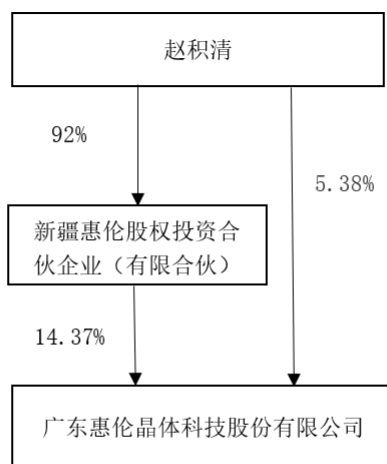 赵积清
92%
5.38%
新疆惠伦股权投资合
伙企业（有限合伙）
14.37%
广东惠伦晶体科技股份有限公司